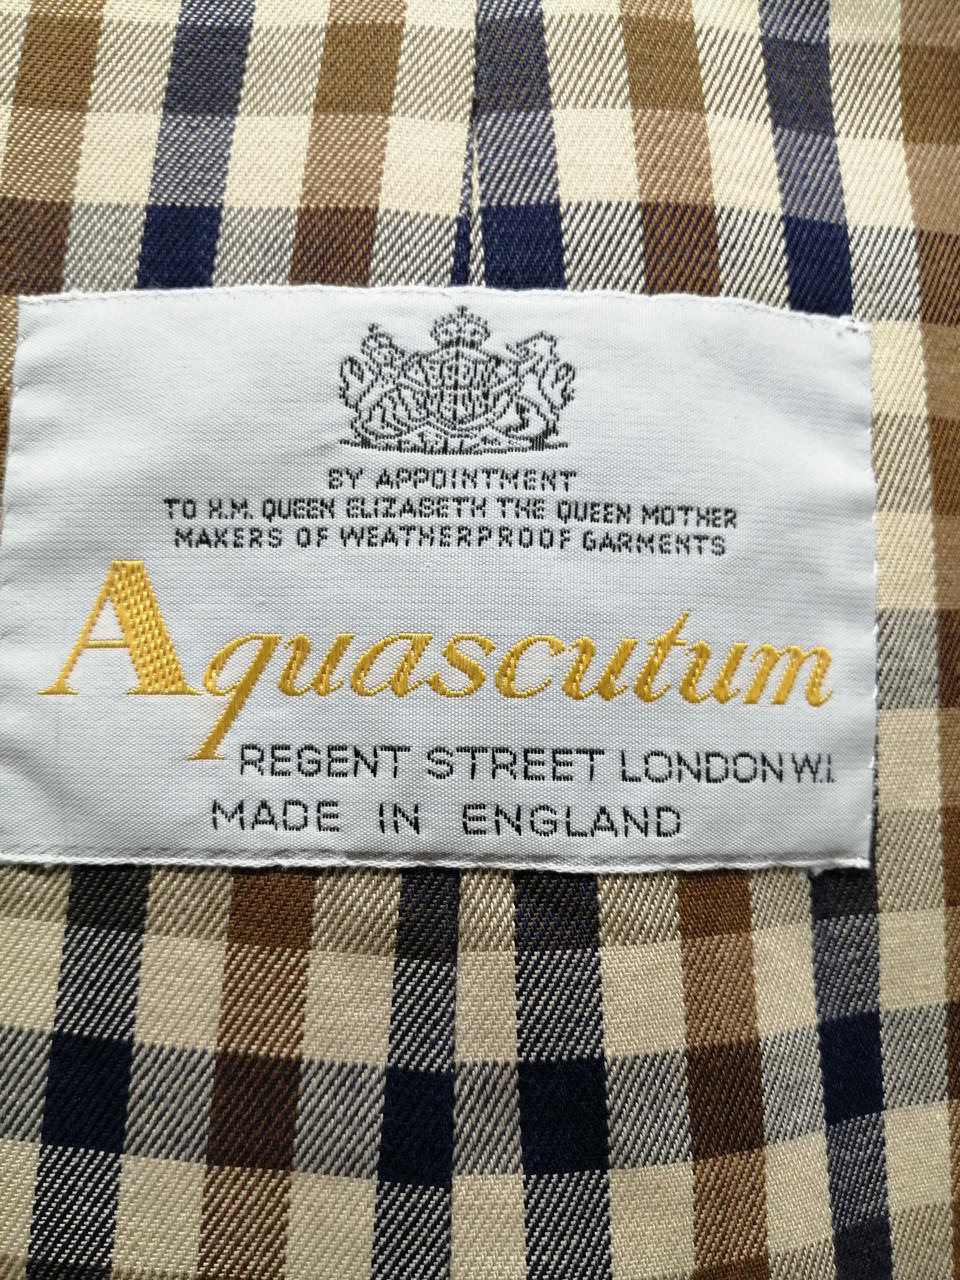 BY APPOINTMENT
TO H.M. QUEEN ELIZABETH THE QUEEN MOTHER
MAKERS OF WEATHERPROOF GARMENTS
Aquascutum
REGENT STREET LONDON W.1.
MADE IN ENGLAND